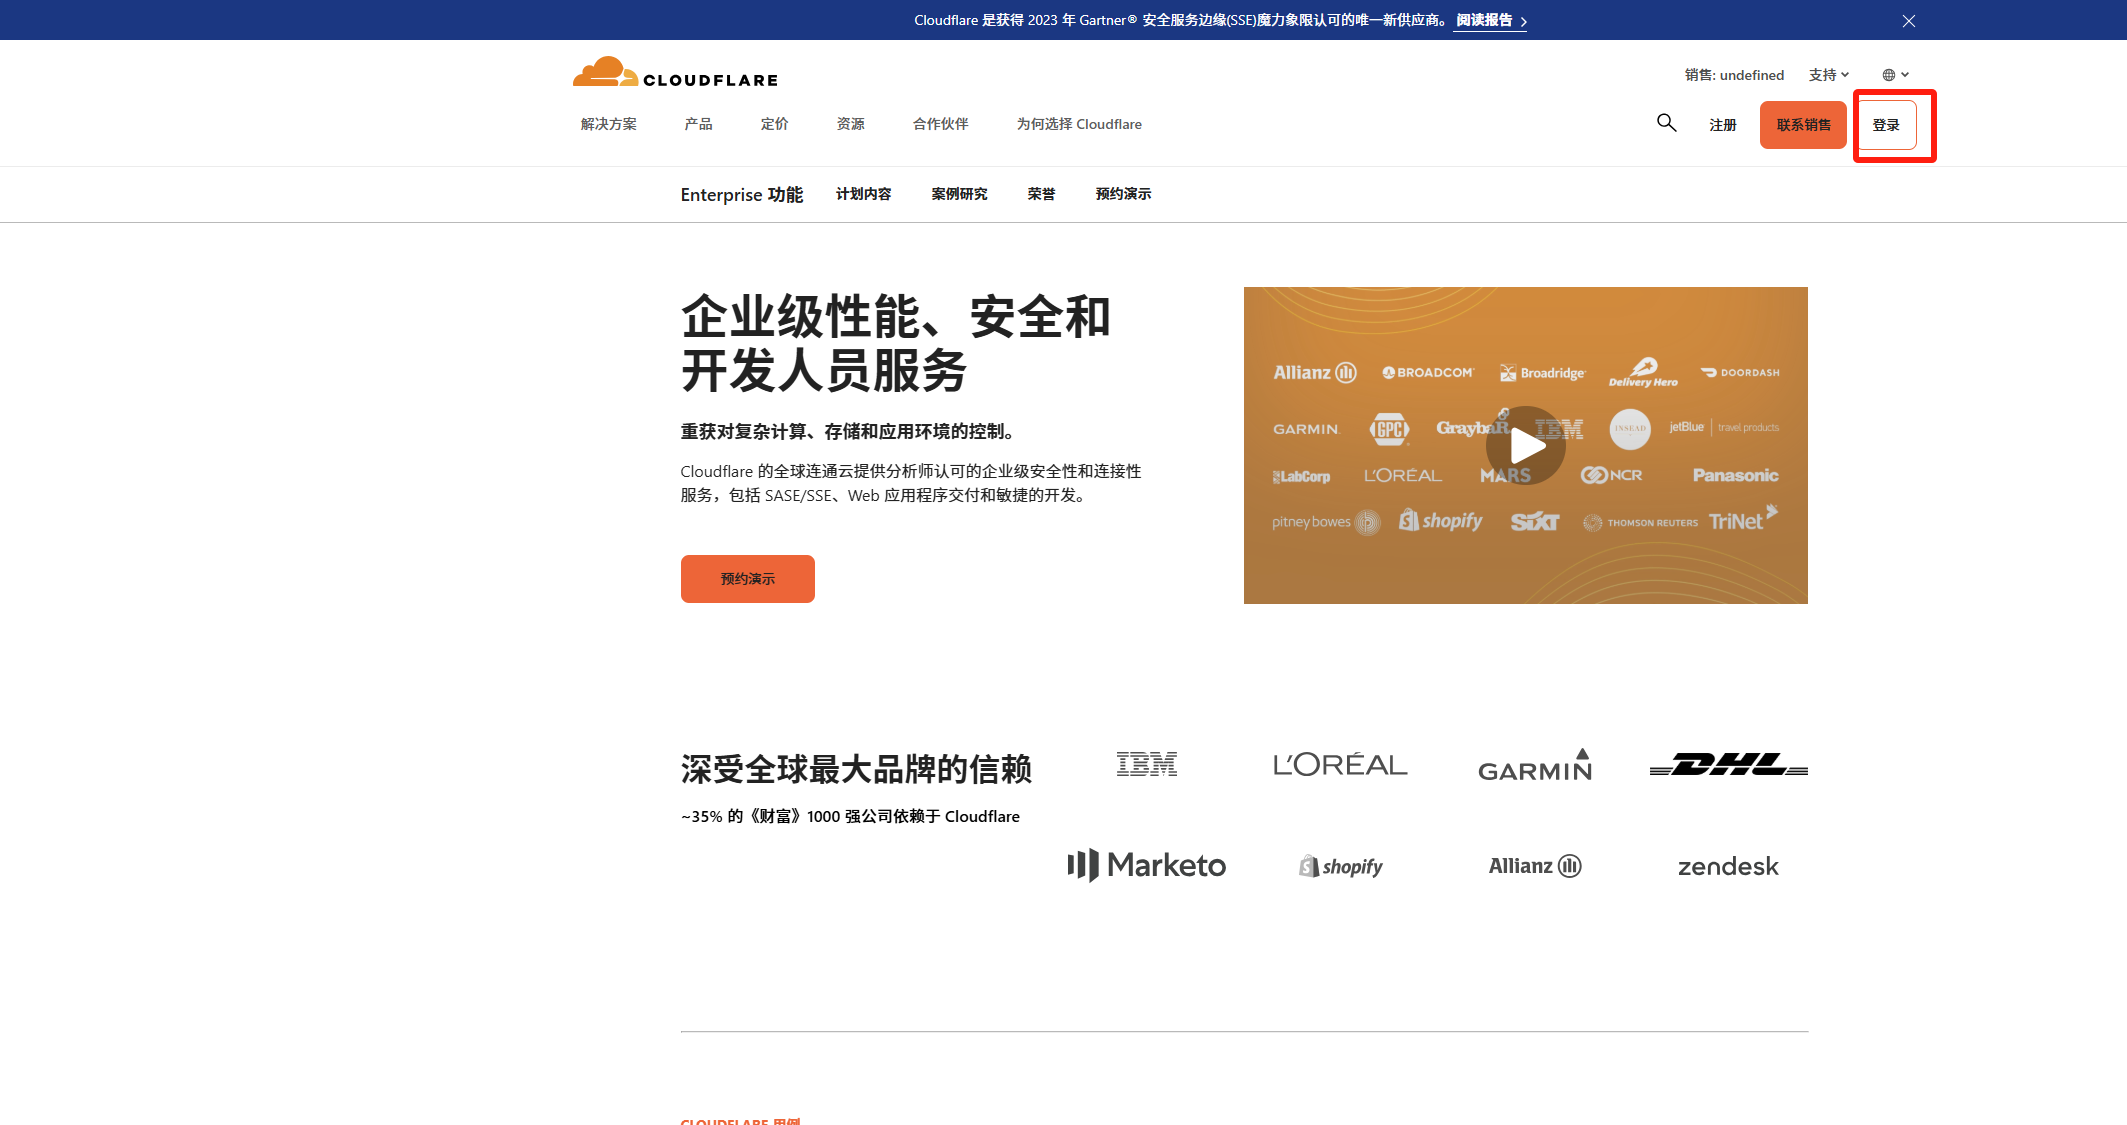 Cloudflare 是获得 2023 年 Gartner® 安全服务边缘(SSE)魔力象限认可的唯一新供应商。 阅读报告
CLOUDFLARE
销售: undefined 支持
解决方案 产品 定价 资源 合作伙伴 为何选择 Cloudflare
注册 联系销售 登录
Enterprise 功能 计划内容 案例研究 荣誉 预约演示
企业级性能、安全和
开发人员服务
重获对复杂计算、存储和应用环境的控制。
Cloudflare 的全球连通云提供分析师认可的企业级安全性和连接性
服务，包括 SASE/SSE、Web 应用程序交付和敏捷的开发。
预约演示
Allianz BROADCOM Broadridge Delivery Hero DOORDASH
GARMIN. GPC GraybaR IBM INSEAD jetBlue travel products
LabCorp L'ORÉAL MARS NCR Panasonic
pitney bowes shopify SIXT THOMSON REUTERS TriNet
深受全球最大品牌的信赖
~35% 的《财富》1000 强公司依赖于 Cloudflare
IBM L'ORÉAL GARMIN DHL
Marketo shopify Allianz zendesk
CLOUDFLARE 用例